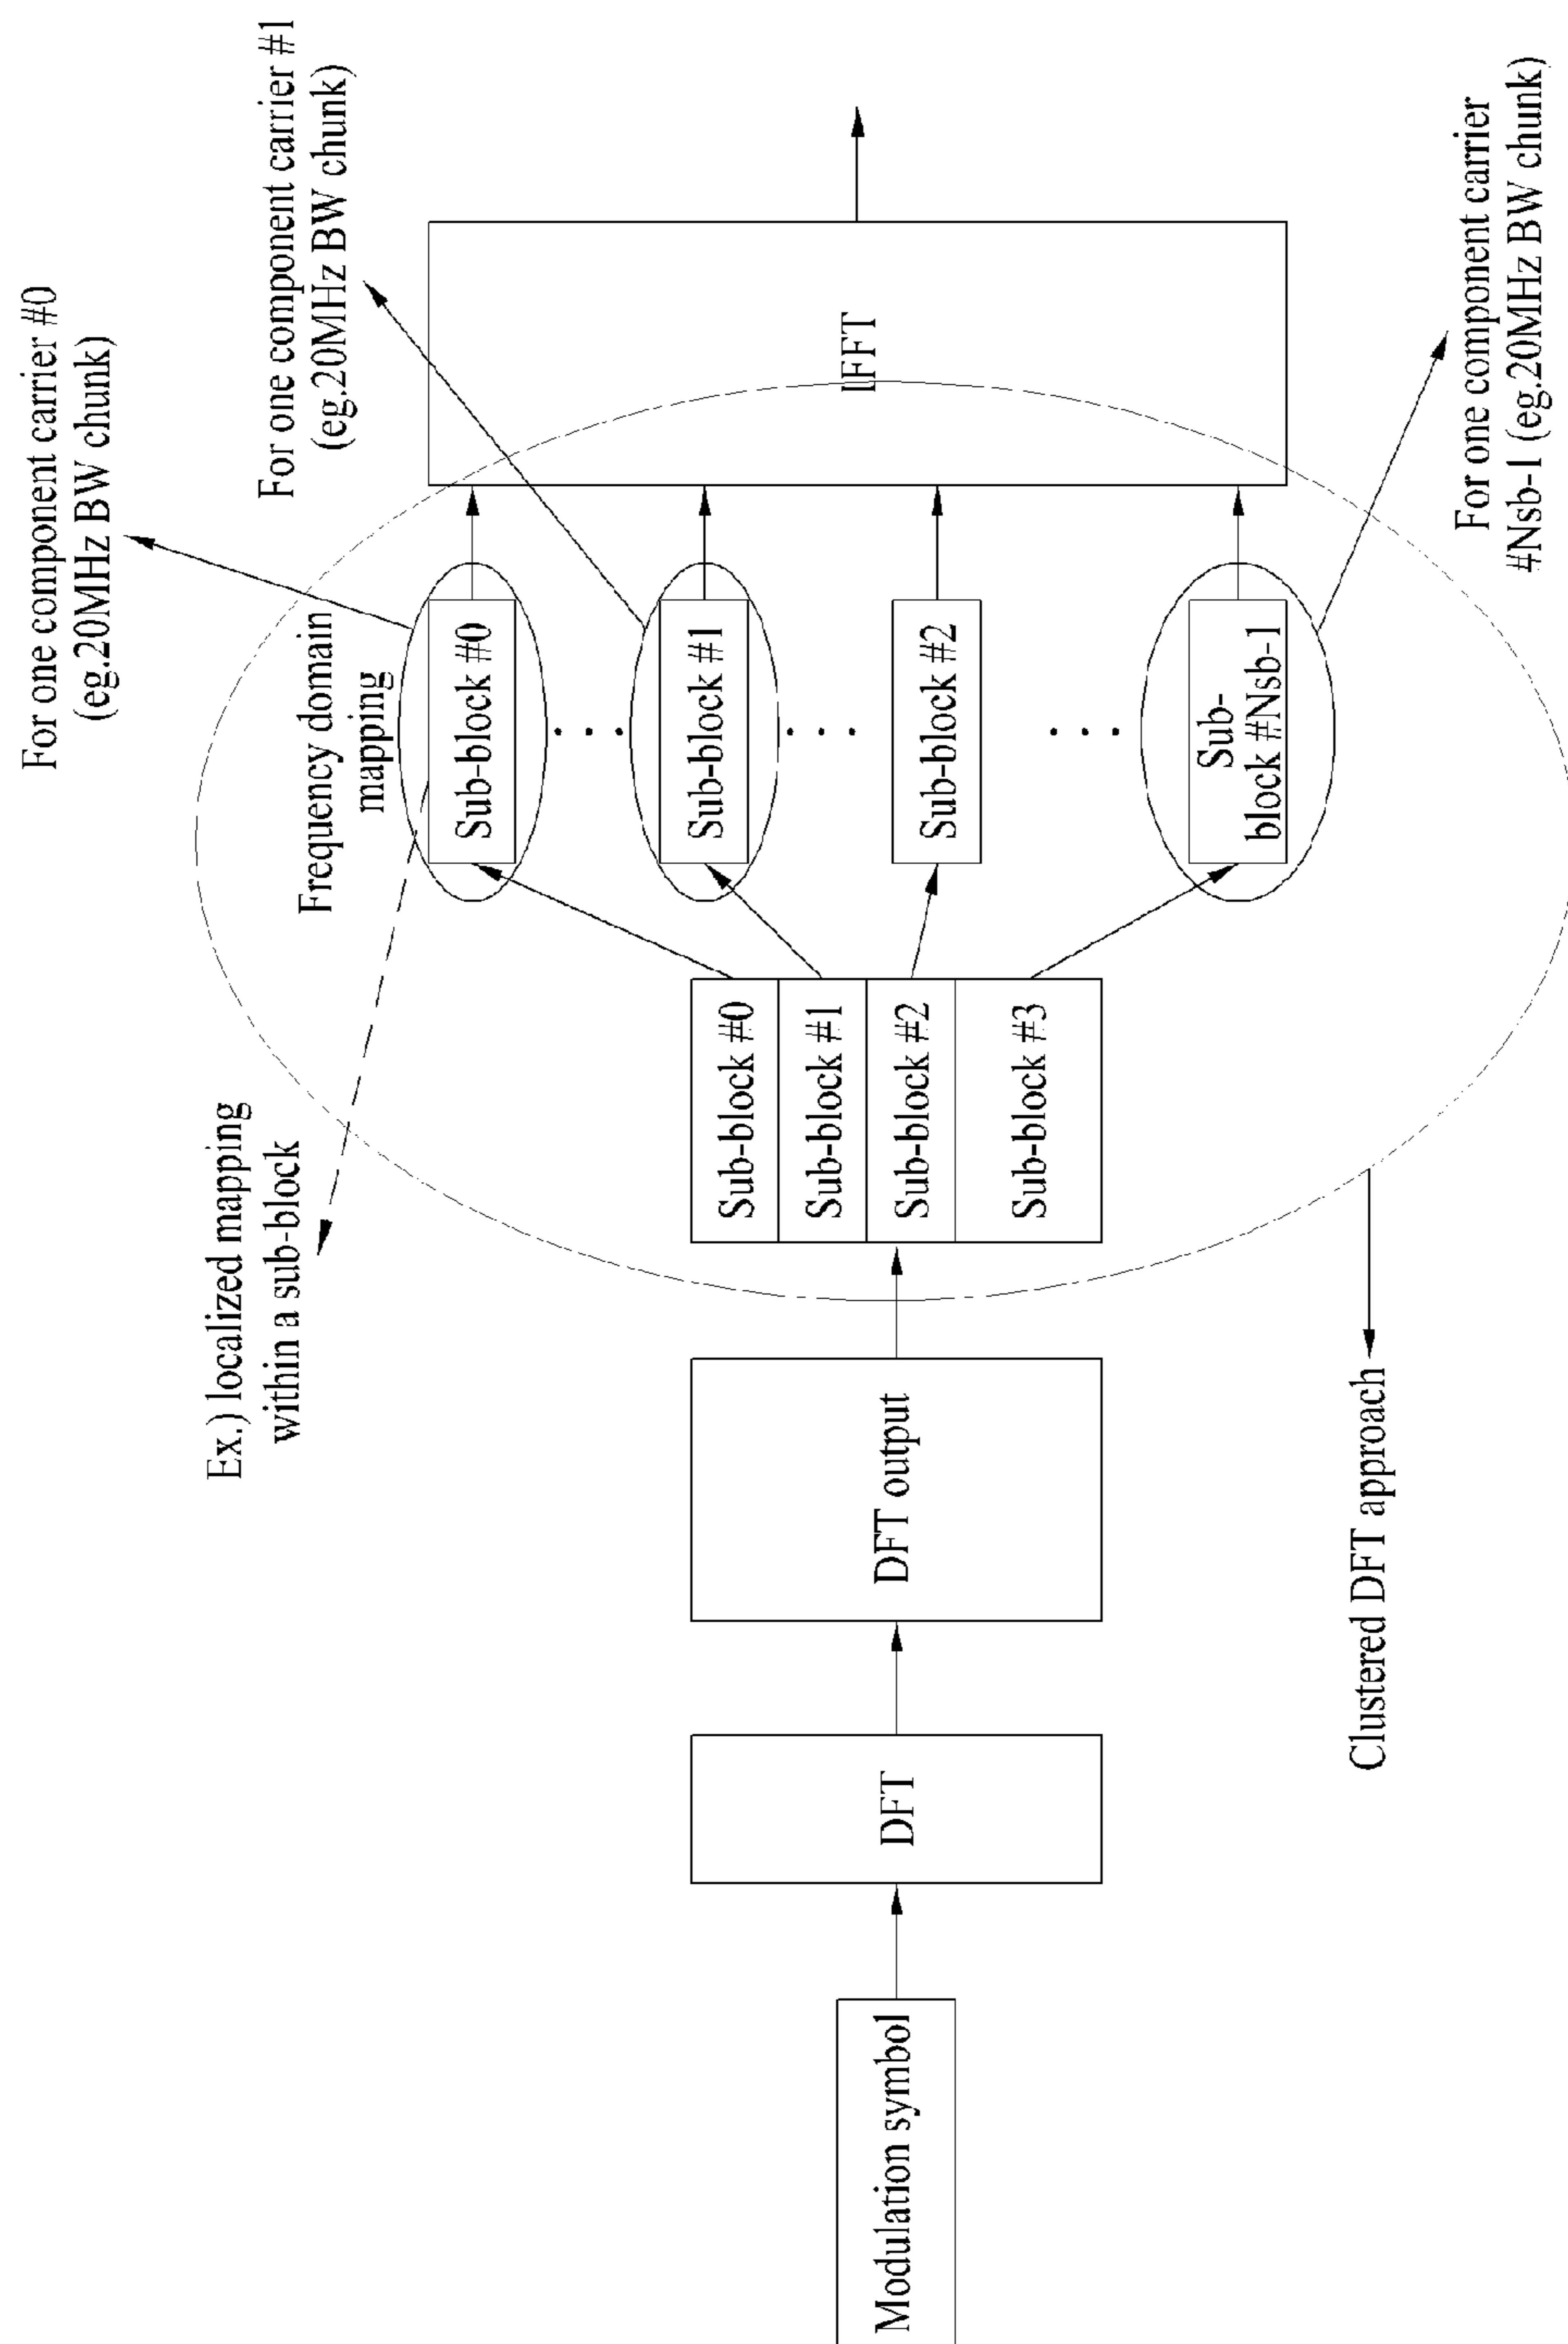 For one component carrier #0
(eg.20MHz BW chunk)
For one component carrier #1
(eg.20MHz BW chunk)
Ex.) localized mapping
within a sub-block
Frequency domain
mapping
Modulation symbol
DFT
DFT output
Sub-block #0
Sub-block #1
Sub-block #2
Sub-block #3
Sub-block #0
Sub-block #1
Sub-block #2
Sub-
block #Nsb-1
IFFT
Clustered DFT approach
For one component carrier
#Nsb-1 (eg.20MHz BW chunk)